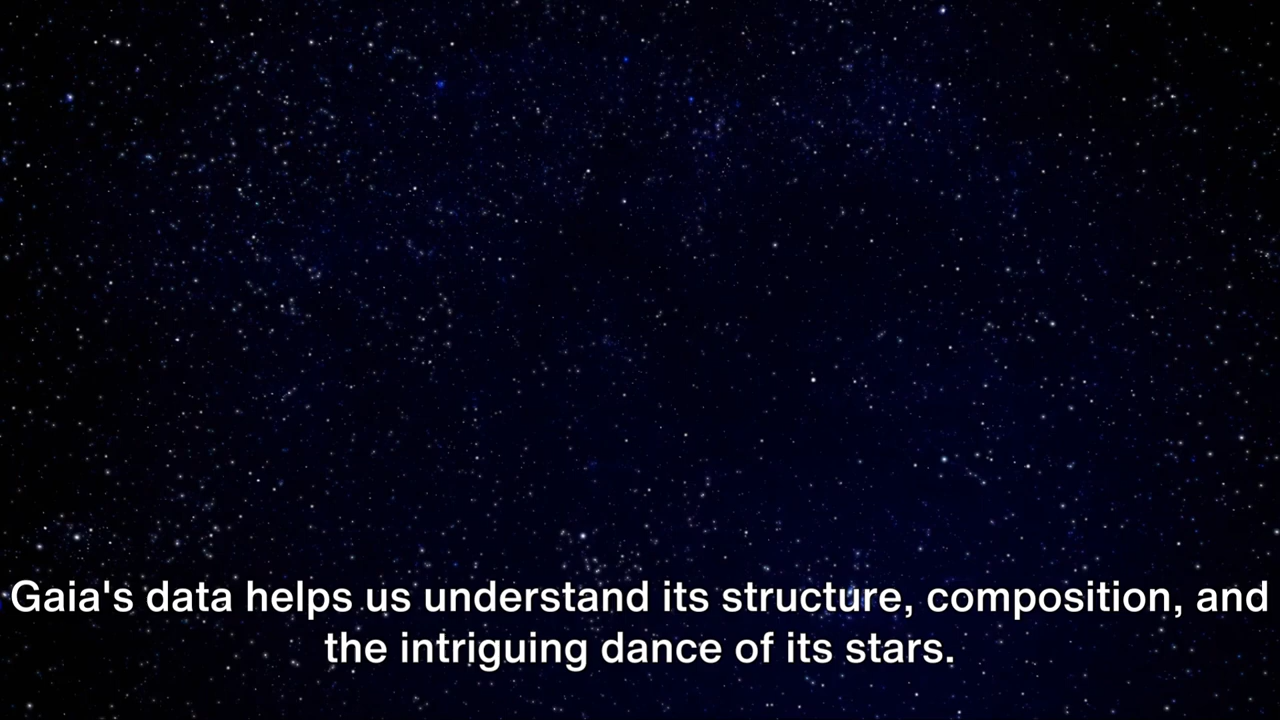 Gaia's data helps us understand its structure, composition, and
the intriguing dance of its stars.